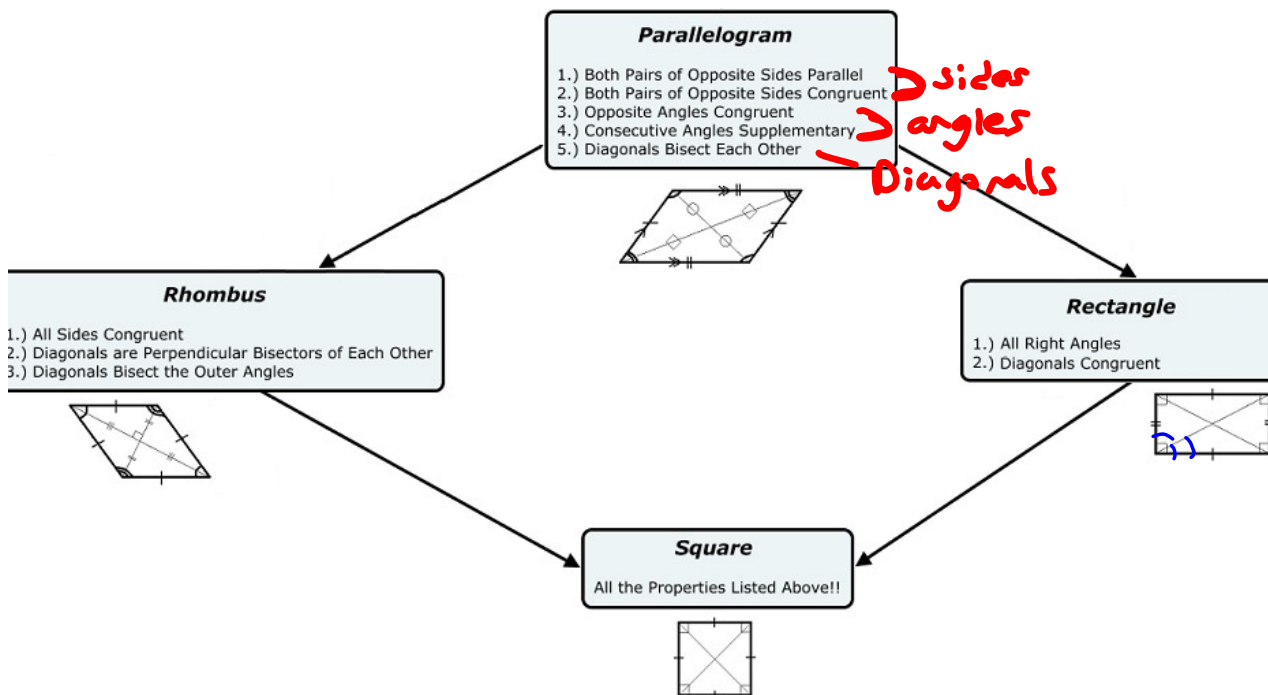 Parallelogram
1.) Both Pairs of Opposite Sides Parallel
2.) Both Pairs of Opposite Sides Congruent
sides
3.) Opposite Angles Congruent
4.) Consecutive Angles Supplementary
angles
5.) Diagonals Bisect Each Other
Diagonals
Rhombus
1.) All Sides Congruent
2.) Diagonals are Perpendicular Bisectors of Each Other
3.) Diagonals Bisect the Outer Angles
Rectangle
1.) All Right Angles
2.) Diagonals Congruent
Square
All the Properties Listed Above!!